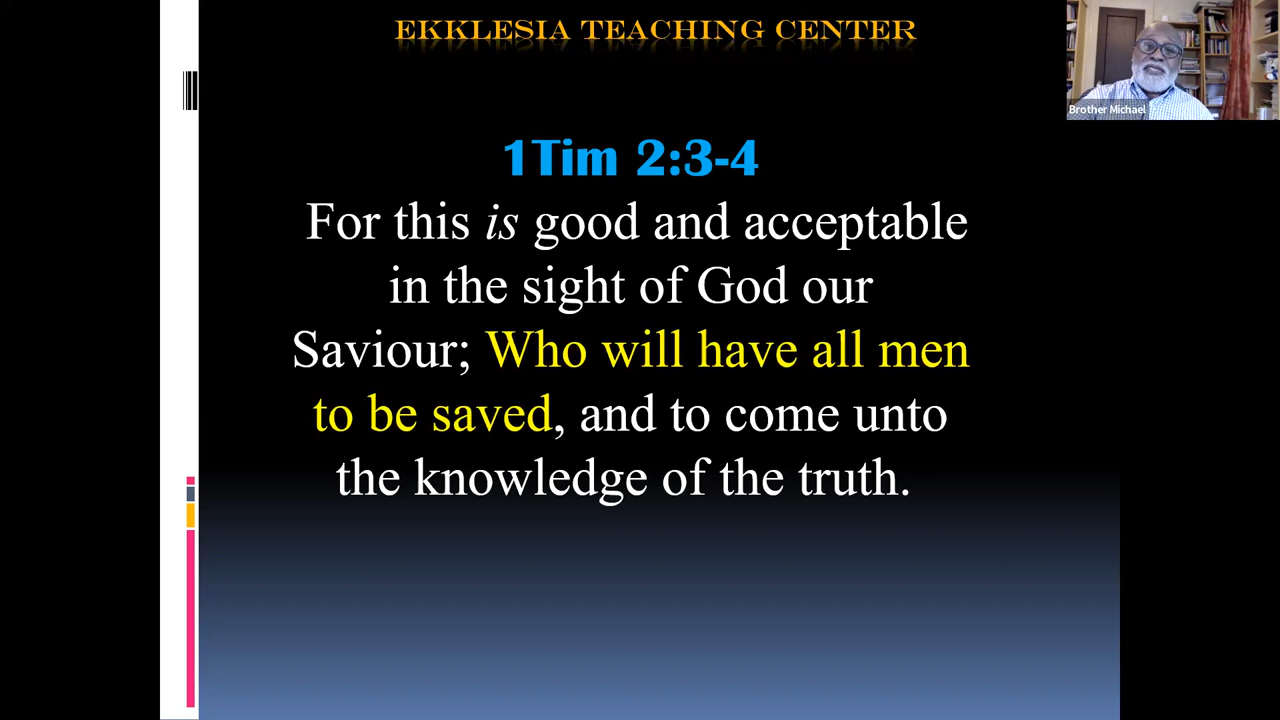 EKKLESIA TEACHING CENTER
Brother Michael
1Tim 2:3-4
For this is good and acceptable
in the sight of God our
Saviour; Who will have all men
to be saved, and to come unto
the knowledge of the truth.